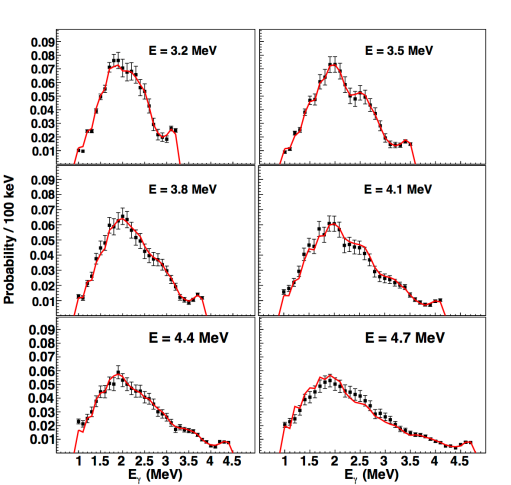 E = 3.2 MeV
E = 3.5 MeV
0.09
0.08
0.07
0.06
0.05
0.04
0.03
0.02
0.01
E = 3.8 MeV
E = 4.1 MeV
0.09
0.08
0.07
0.06
0.05
0.04
0.03
0.02
0.01
Probability / 100 keV
E = 4.4 MeV
E = 4.7 MeV
0.09
0.08
0.07
0.06
0.05
0.04
0.03
0.02
0.01
1 1.5 2 2.5 3 3.5 4 4.5
1 1.5 2 2.5 3 3.5 4 4.5
Eγ (MeV)
Eγ (MeV)